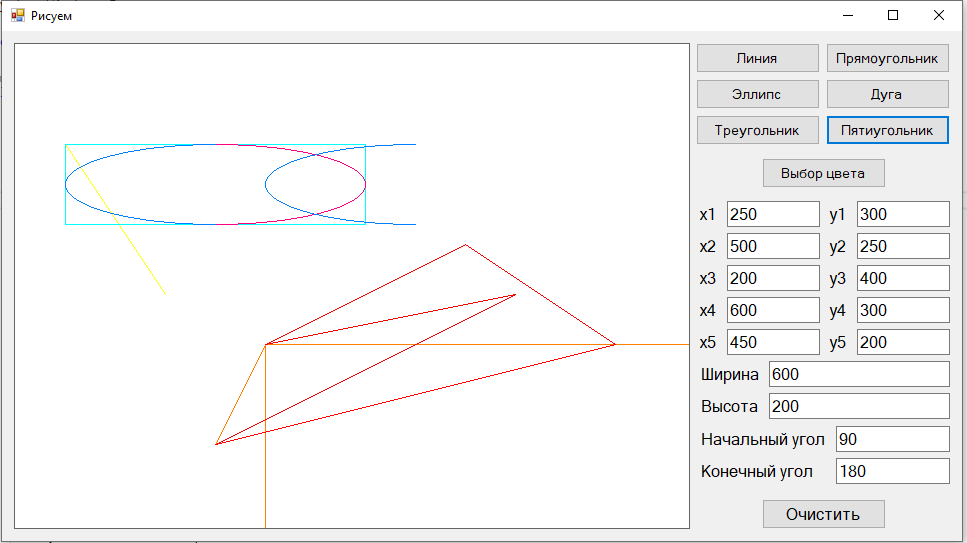 Рисуем
Линия Прямоугольник
Эллипс Дуга
Треугольник Пятиугольник
Выбор цвета
x1 250 y1 300
x2 500 y2 250
x3 200 y3 400
x4 600 y4 300
x5 450 y5 200
Ширина 600
Высота 200
Начальный угол 90
Конечный угол 180
Очистить